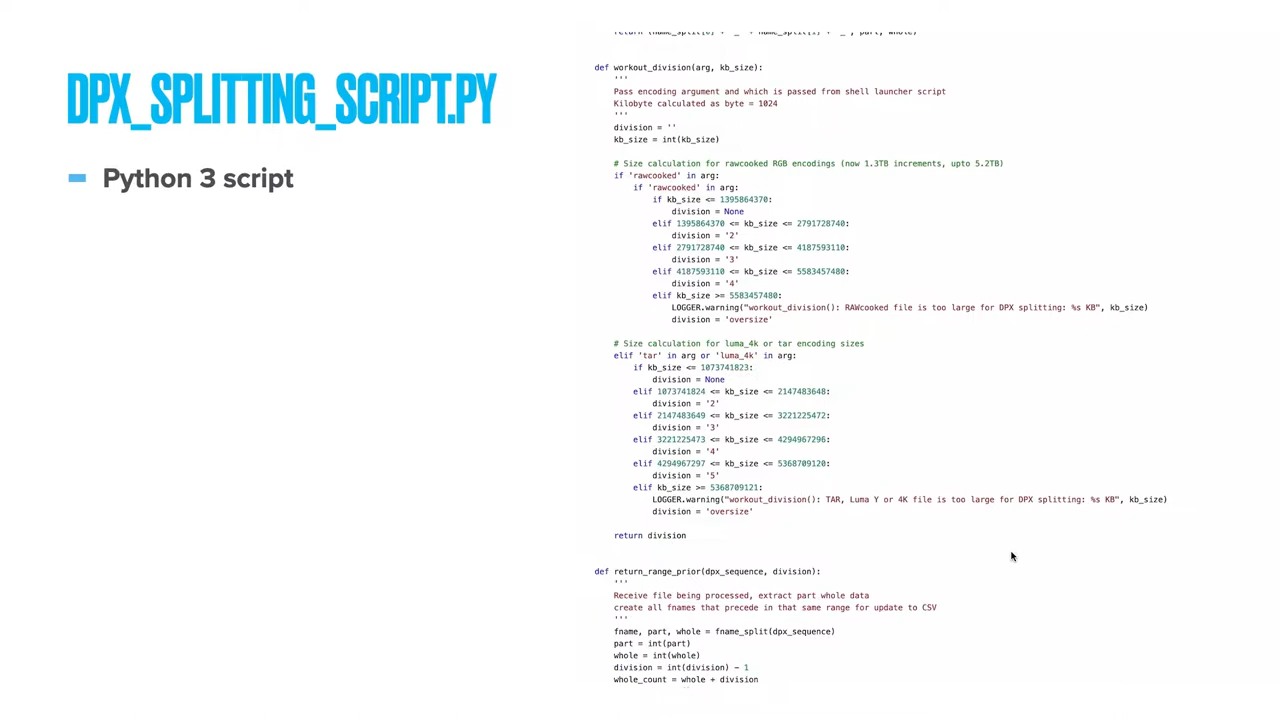 DPX_SPLITTING_SCRIPT.PY
Python 3 script
def workout_division(arg, kb_size):
'''
Pass encoding argument and which is passed from shell launcher script
Kilobyte calculated as byte = 1024
'''
division = ''
kb_size = int(kb_size)
# Size calculation for rawcooked RGB encodings (now 1.3TB increments, upto 5.2TB)
if 'rawcooked' in arg:
if 'rawcooked' in arg:
if kb_size <= 1395864370:
division = None
elif 1395864370 <= kb_size <= 2791728740:
division = '2'
elif 2791728740 <= kb_size <= 4187593110:
division = '3'
elif 4187593110 <= kb_size <= 5583457480:
division = '4'
elif kb_size >= 5583457480:
LOGGER.warning("workout_division(): RAWcooked file is too large for DPX splitting: %s KB", kb_size)
division = 'oversize'
# Size calculation for luma_4k or tar encoding sizes
elif 'tar' in arg or 'luma_4k' in arg:
if kb_size <= 1073741823:
division = None
elif 1073741824 <= kb_size <= 2147483648:
division = '2'
elif 2147483649 <= kb_size <= 3221225472:
division = '3'
elif 3221225473 <= kb_size <= 4294967296:
division = '4'
elif 4294967297 <= kb_size <= 5368709120:
division = '5'
elif kb_size >= 5368709121:
LOGGER.warning("workout_division(): TAR, Luma Y or 4K file is too large for DPX splitting: %s KB", kb_size)
division = 'oversize'
return division
def return_range_prior(dpx_sequence, division):
'''
Receive file being processed, extract part whole data
create all fnames that precede in that same range for update to CSV
'''
fname, part, whole = fname_split(dpx_sequence)
part = int(part)
whole = int(whole)
division = int(division) - 1
whole_count = whole + division